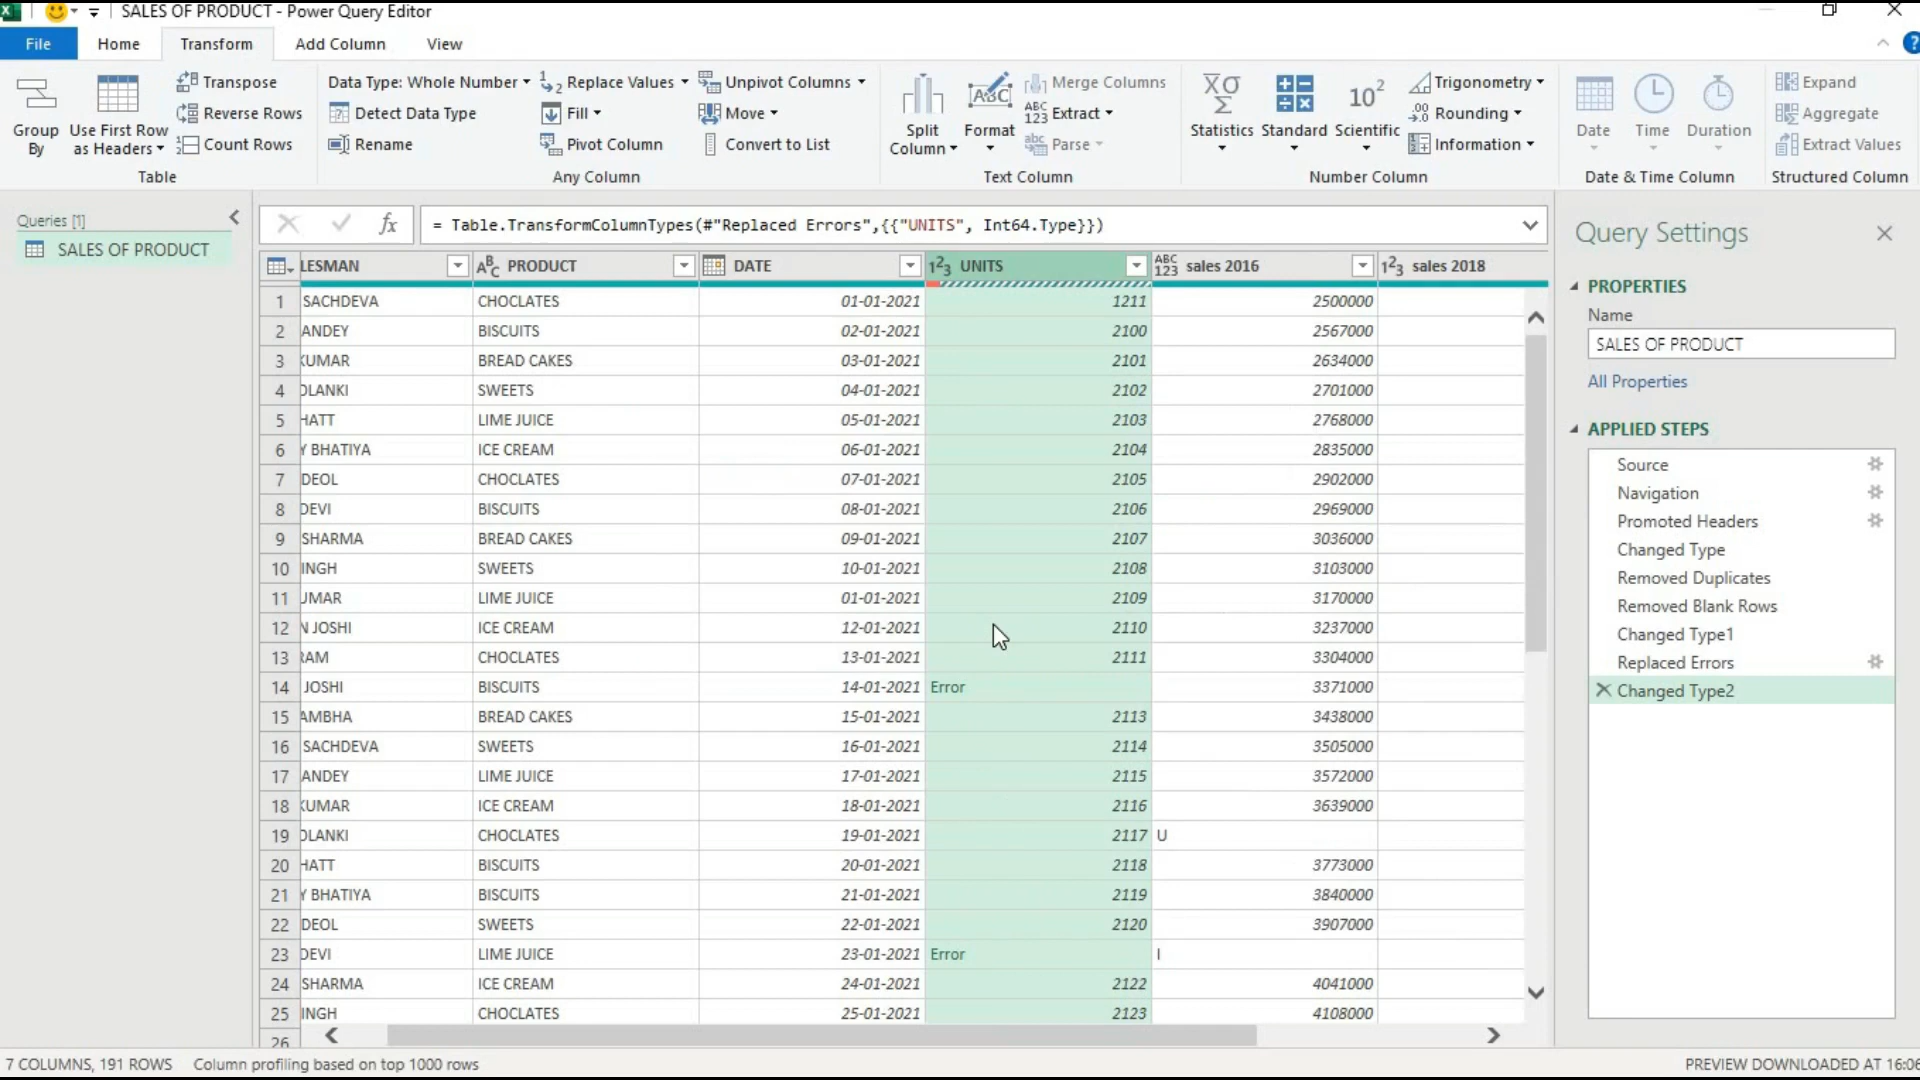 SALES OF PRODUCT - Power Query Editor
File Home Transform Add Column View
Group By
Use First Row as Headers
Transpose
Reverse Rows
Count Rows
Table
Data Type: Whole Number
Detect Data Type
Rename
Replace Values
Fill
Pivot Column
Unpivot Columns
Move
Convert to List
Any Column
Split Column
Format
Merge Columns
Extract
Parse
Text Column
Statistics
Standard
Scientific
Trigonometry
Rounding
Information
Number Column
Date
Time
Duration
Date & Time Column
Expand
Aggregate
Extract Values
Structured Column
Queries [1]
SALES OF PRODUCT
fx = Table.TransformColumnTypes(#"Replaced Errors",{{"UNITS", Int64.Type}})
LESMAN PRODUCT DATE UNITS sales 2016 sales 2018
1 SACHDEVA CHOCLATES 01-01-2021 1211 2500000
2 ANDEY BISCUITS 02-01-2021 2100 2567000
3 KUMAR BREAD CAKES 03-01-2021 2101 2634000
4 OLANKI SWEETS 04-01-2021 2102 2701000
5 HATT LIME JUICE 05-01-2021 2103 2768000
6 Y BHATIYA ICE CREAM 06-01-2021 2104 2835000
7 DEOL CHOCLATES 07-01-2021 2105 2902000
8 DEVI BISCUITS 08-01-2021 2106 2969000
9 SHARMA BREAD CAKES 09-01-2021 2107 3036000
10 INGH SWEETS 10-01-2021 2108 3103000
11 UMAR LIME JUICE 01-01-2021 2109 3170000
12 N JOSHI ICE CREAM 12-01-2021 2110 3237000
13 RAM CHOCLATES 13-01-2021 2111 3304000
14 JOSHI BISCUITS 14-01-2021 Error 3371000
15 AMBHA BREAD CAKES 15-01-2021 2113 3438000
16 SACHDEVA SWEETS 16-01-2021 2114 3505000
17 ANDEY LIME JUICE 17-01-2021 2115 3572000
18 KUMAR ICE CREAM 18-01-2021 2116 3639000
19 OLANKI CHOCLATES 19-01-2021 2117 U
20 HATT BISCUITS 20-01-2021 2118 3773000
21 Y BHATIYA BISCUITS 21-01-2021 2119 3840000
22 DEOL SWEETS 22-01-2021 2120 3907000
23 DEVI LIME JUICE 23-01-2021 Error I
24 SHARMA ICE CREAM 24-01-2021 2122 4041000
25 INGH CHOCLATES 25-01-2021 2123 4108000
26
Query Settings
PROPERTIES
Name
SALES OF PRODUCT
All Properties
APPLIED STEPS
Source
Navigation
Promoted Headers
Changed Type
Removed Duplicates
Removed Blank Rows
Changed Type1
Replaced Errors
Changed Type2
7 COLUMNS, 191 ROWS Column profiling based on top 1000 rows PREVIEW DOWNLOADED AT 16:06